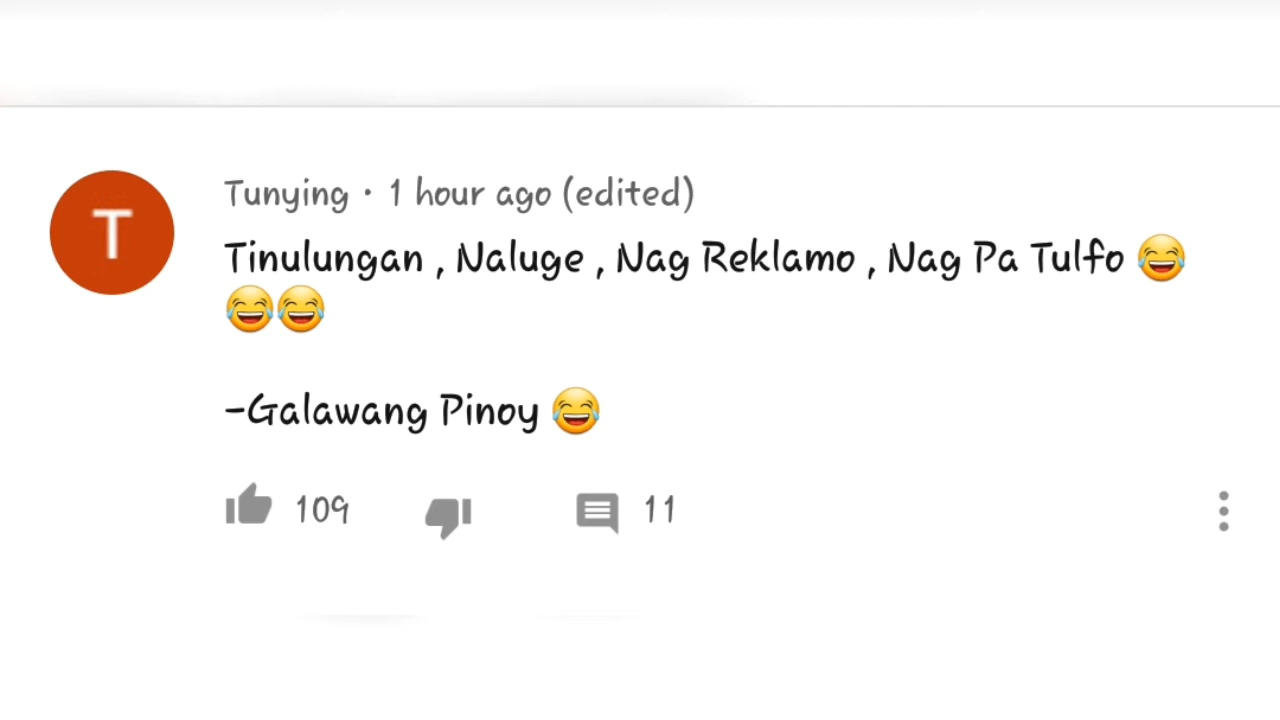 T
Tunying • 1 hour ago (edited)
Tinulungan , Naluge , Nag Reklamo , Nag Pa Tulfo 😂
😂😂
-Galawang Pinoy 😂
109 11